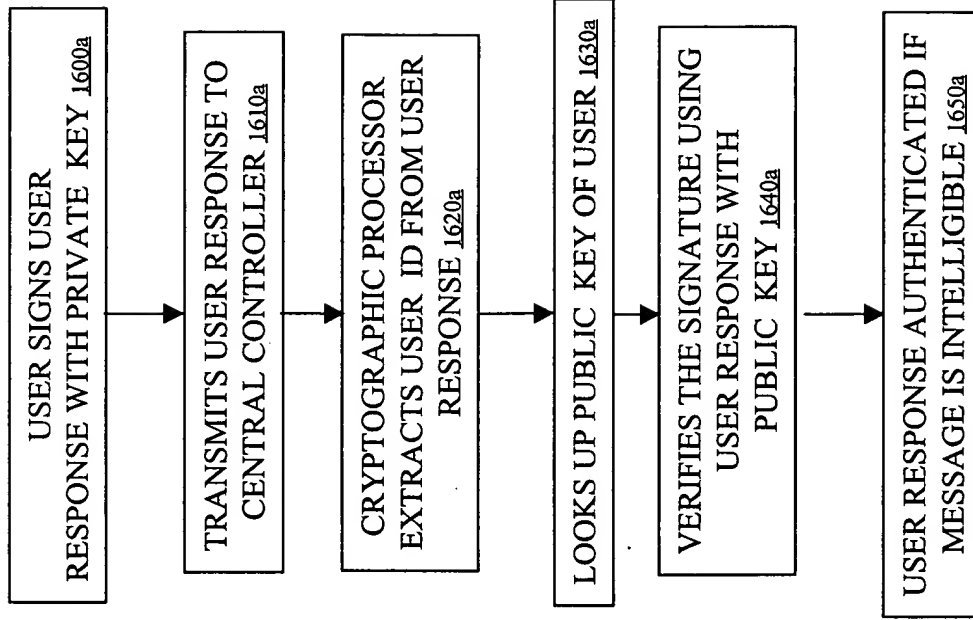 USER SIGNS USER
RESPONSE WITH PRIVATE KEY 1600a
TRANSMITS USER RESPONSE TO
CENTRAL CONTROLLER 1610a
CRYPTOGRAPHIC PROCESSOR
EXTRACTS USER ID FROM USER
RESPONSE 1620a
LOOKS UP PUBLIC KEY OF USER 1630a
VERIFIES THE SIGNATURE USING
USER RESPONSE WITH
PUBLIC KEY 1640a
USER RESPONSE AUTHENTICATED IF
MESSAGE IS INTELLIGIBLE 1650a